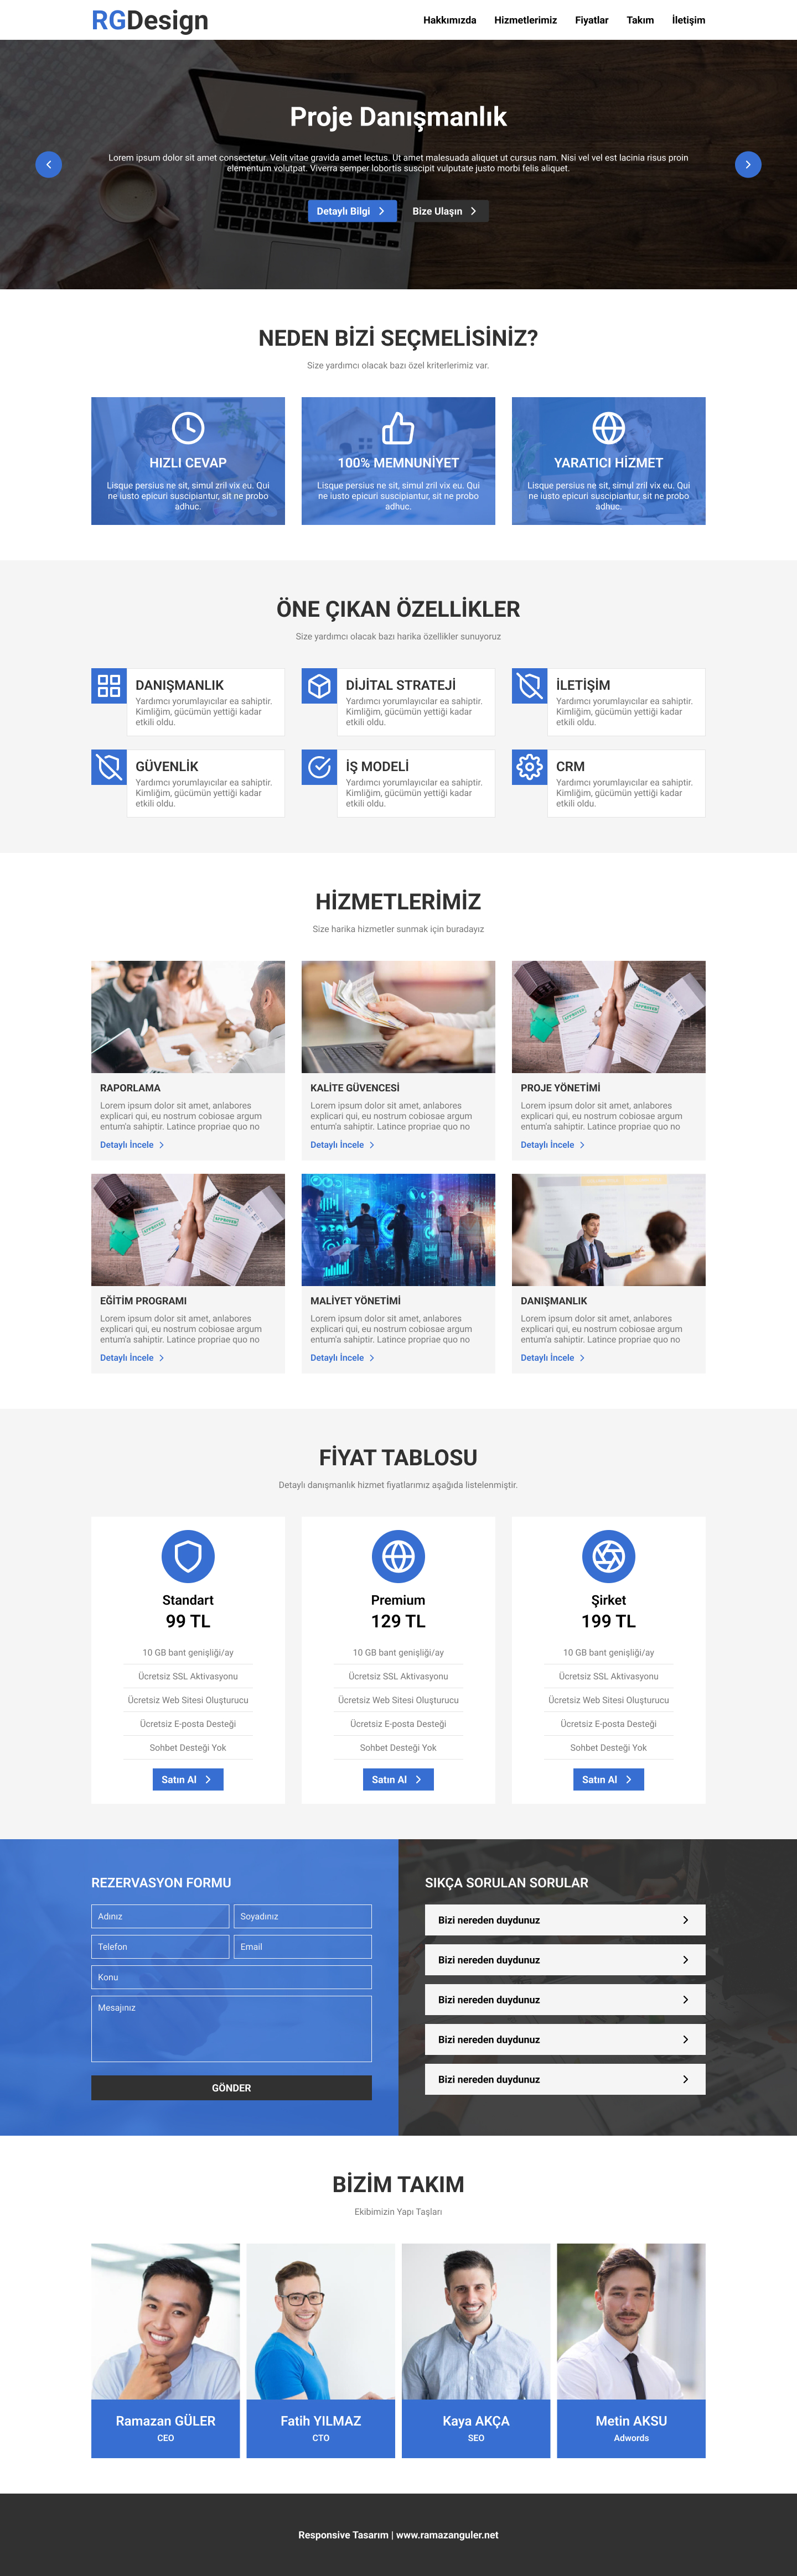 RGDesign
Hakkımızda Hizmetlerimiz Fiyatlar Takım İletişim
Proje Danışmanlık
Lorem ipsum dolor sit amet consectetur. Velit vitae gravida amet lectus. Ut amet malesuada aliquet ut cursus nam. Nisi vel vel est lacinia risus proin
elementum volutpat. Viverra semper lobortis suscipit vulputate justo morbi felis aliquet.
Detaylı Bilgi
Bize Ulaşın
NEDEN BİZİ SEÇMELİSİNİZ?
Size yardımcı olacak bazı özel kriterlerimiz var.
HIZLI CEVAP
Lisque persius ne sit, simul zril vix eu. Qui
ne iusto epicuri suscipiantur, sit ne probo
adhuc.
100% MEMNUNİYET
Lisque persius ne sit, simul zril vix eu. Qui
ne iusto epicuri suscipiantur, sit ne probo
adhuc.
YARATICI HİZMET
Lisque persius ne sit, simul zril vix eu. Qui
ne iusto epicuri suscipiantur, sit ne probo
adhuc.
ÖNE ÇIKAN ÖZELLİKLER
Size yardımcı olacak bazı harika özellikler sunuyoruz
DANIŞMANLIK
Yardımcı yorumlayıcılar ea sahiptir.
Kimliğim, gücümün yettiği kadar
etkili oldu.
DİJİTAL STRATEJİ
Yardımcı yorumlayıcılar ea sahiptir.
Kimliğim, gücümün yettiği kadar
etkili oldu.
İLETİŞİM
Yardımcı yorumlayıcılar ea sahiptir.
Kimliğim, gücümün yettiği kadar
etkili oldu.
GÜVENLİK
Yardımcı yorumlayıcılar ea sahiptir.
Kimliğim, gücümün yettiği kadar
etkili oldu.
İŞ MODELİ
Yardımcı yorumlayıcılar ea sahiptir.
Kimliğim, gücümün yettiği kadar
etkili oldu.
CRM
Yardımcı yorumlayıcılar ea sahiptir.
Kimliğim, gücümün yettiği kadar
etkili oldu.
HİZMETLERİMİZ
Size harika hizmetler sunmak için buradayız
RAPORLAMA
Lorem ipsum dolor sit amet, anlabores
explicari qui, eu nostrum cobiosae argum
entum'a sahiptir. Latince propriae quo no
Detaylı İncele
KALİTE GÜVENCESİ
Lorem ipsum dolor sit amet, anlabores
explicari qui, eu nostrum cobiosae argum
entum'a sahiptir. Latince propriae quo no
Detaylı İncele
APPROVED
APPROVED
PROJE YÖNETİMİ
Lorem ipsum dolor sit amet, anlabores
explicari qui, eu nostrum cobiosae argum
entum'a sahiptir. Latince propriae quo no
Detaylı İncele
APPROVED
APPROVED
EĞİTİM PROGRAMI
Lorem ipsum dolor sit amet, anlabores
explicari qui, eu nostrum cobiosae argum
entum'a sahiptir. Latince propriae quo no
Detaylı İncele
MALİYET YÖNETİMİ
Lorem ipsum dolor sit amet, anlabores
explicari qui, eu nostrum cobiosae argum
entum'a sahiptir. Latince propriae quo no
Detaylı İncele
DANIŞMANLIK
Lorem ipsum dolor sit amet, anlabores
explicari qui, eu nostrum cobiosae argum
entum'a sahiptir. Latince propriae quo no
Detaylı İncele
FİYAT TABLOSU
Detaylı danışmanlık hizmet fiyatlarımız aşağıda listelenmiştir.
Standart
99 TL
10 GB bant genişliği/ay
Ücretsiz SSL Aktivasyonu
Ücretsiz Web Sitesi Oluşturucu
Ücretsiz E-posta Desteği
Sohbet Desteği Yok
Satın Al
Premium
129 TL
10 GB bant genişliği/ay
Ücretsiz SSL Aktivasyonu
Ücretsiz Web Sitesi Oluşturucu
Ücretsiz E-posta Desteği
Sohbet Desteği Yok
Satın Al
Şirket
199 TL
10 GB bant genişliği/ay
Ücretsiz SSL Aktivasyonu
Ücretsiz Web Sitesi Oluşturucu
Ücretsiz E-posta Desteği
Sohbet Desteği Yok
Satın Al
REZERVASYON FORMU
Adınız
Soyadınız
Telefon
Email
Konu
Mesajınız
GÖNDER
SIKÇA SORULAN SORULAR
Bizi nereden duydunuz
Bizi nereden duydunuz
Bizi nereden duydunuz
Bizi nereden duydunuz
Bizi nereden duydunuz
BİZİM TAKIM
Ekibimizin Yapı Taşları
Ramazan GÜLER
CEO
Fatih YILMAZ
CTO
Kaya AKÇA
SEO
Metin AKSU
Adwords
Responsive Tasarım | www.ramazanguler.net